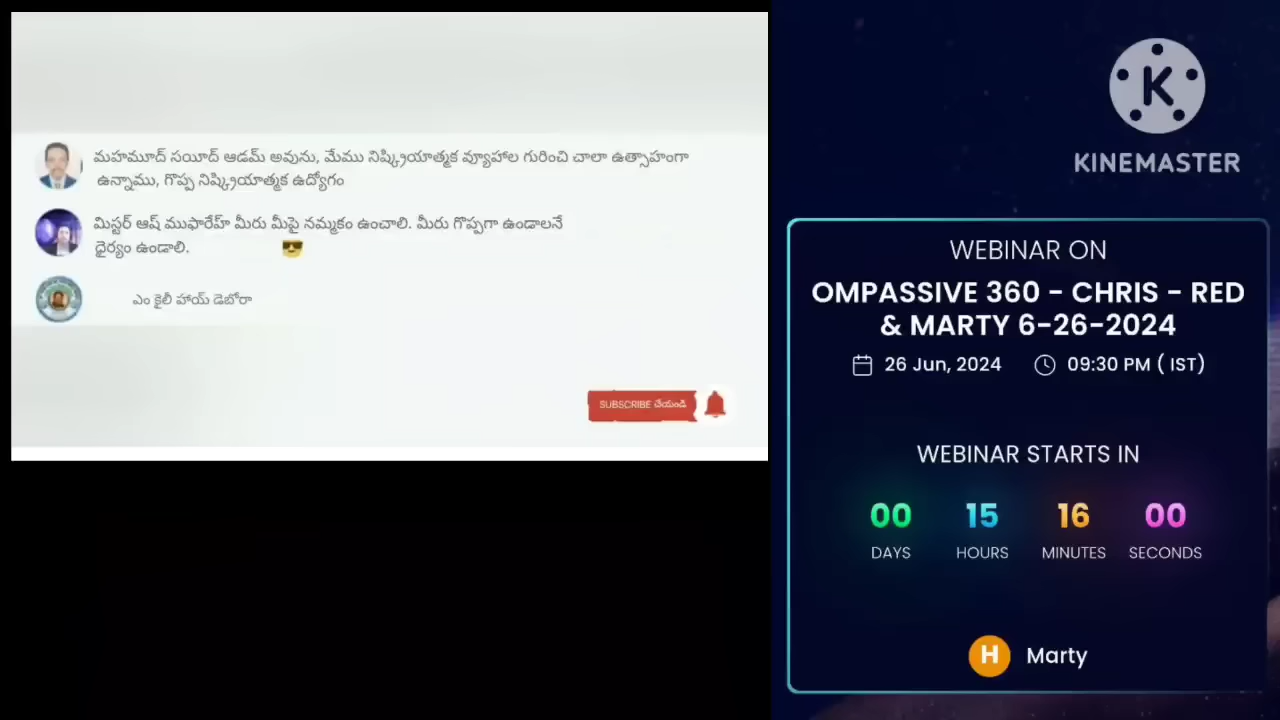 మహమూద్ సయీద్ ఆడమ్ అవును, మేము నిష్క్రియాత్మక వ్యూహాల గురించి చాలా ఉత్సాహంగా
ఉన్నాము, గొప్ప నిష్క్రియాత్మక ఉద్యోగం
మిస్టర్ ఆష్ ముఫారేహ్ మీరు మీపై నమ్మకం ఉంచాలి. మీరు గొప్పగా ఉండాలనే
ధైర్యం ఉండాలి. 😎
ఎం కైలీ హాయ్ డెబోరా
SUBSCRIBE చేయండి
K
KINEMASTER
WEBINAR ON
OMPASSIVE 360 - CHRIS - RED
& MARTY 6-26-2024
26 Jun, 2024 09:30 PM ( IST)
WEBINAR STARTS IN
00 15 16 00
DAYS HOURS MINUTES SECONDS
H Marty